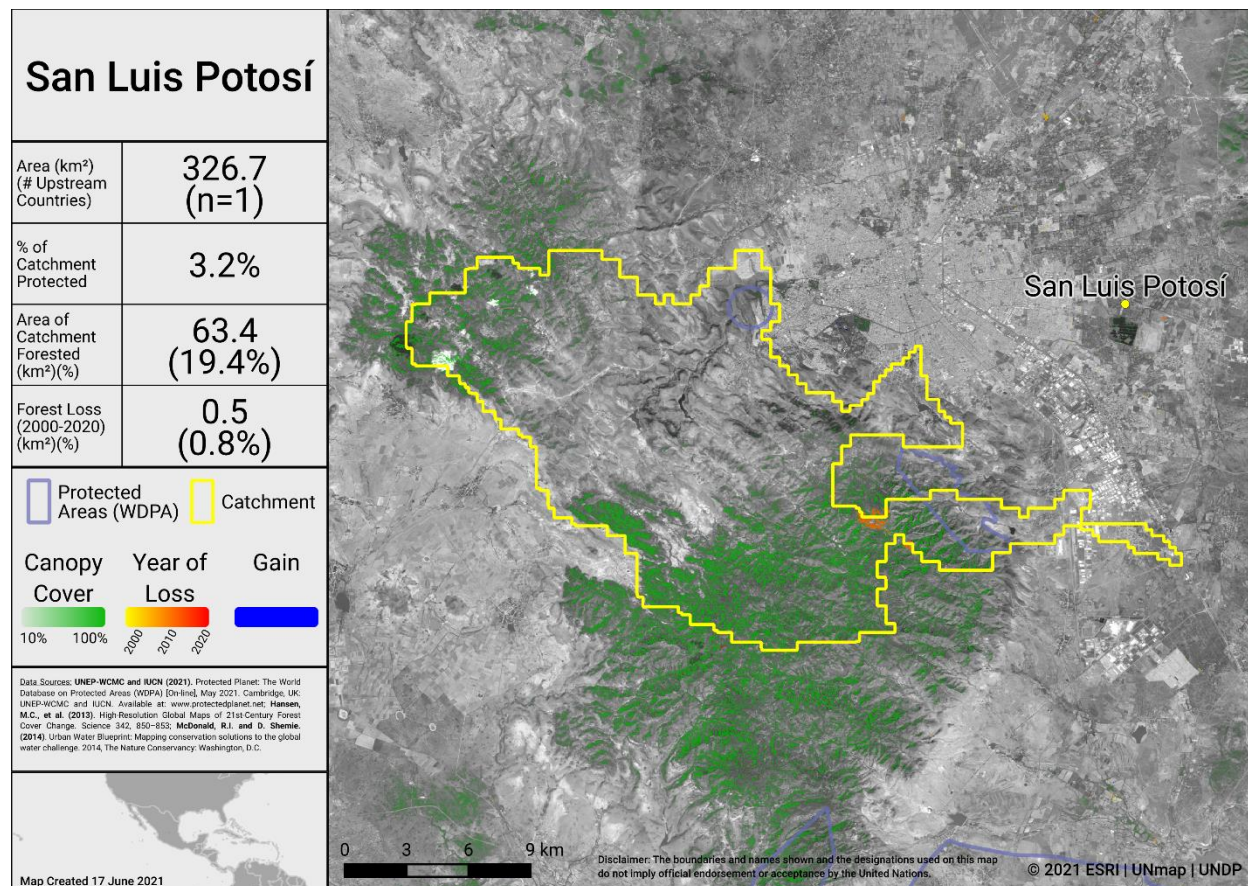 San Luis Potosí
Area (km²)
(# Upstream
Countries)
326.7
(n=1)
% of
Catchment
Protected
3.2%
Area of
Catchment
Forested
(km²)(%)
63.4
(19.4%)
Forest Loss
(2000-2020)
(km²)(%)
0.5
(0.8%)
Protected
Areas (WDPA)
Catchment
Canopy
Cover
10% 100%
Year of
Loss
2000 2010 2020
Gain
Data Sources: UNEP-WCMC and IUCN (2021). Protected Planet: The World
Database on Protected Areas (WDPA) [On-line], May 2021. Cambridge, UK:
UNEP-WCMC and IUCN. Available at: www.protectedplanet.net; Hansen,
M.C., et al. (2013). High-Resolution Global Maps of 21st-Century Forest
Cover Change. Science 342, 850–853; McDonald, R.I. and D. Shemie,
(2014). Urban Water Blueprint: Mapping conservation solutions to the global
water challenge. 2014, The Nature Conservancy: Washington, D.C.
Map Created 17 June 2021
San Luis Potosí
0 3 6 9 km
Disclaimer: The boundaries and names shown and the designations used on this map
do not imply official endorsement or acceptance by the United Nations.
© 2021 ESRI | UNmap | UNDP